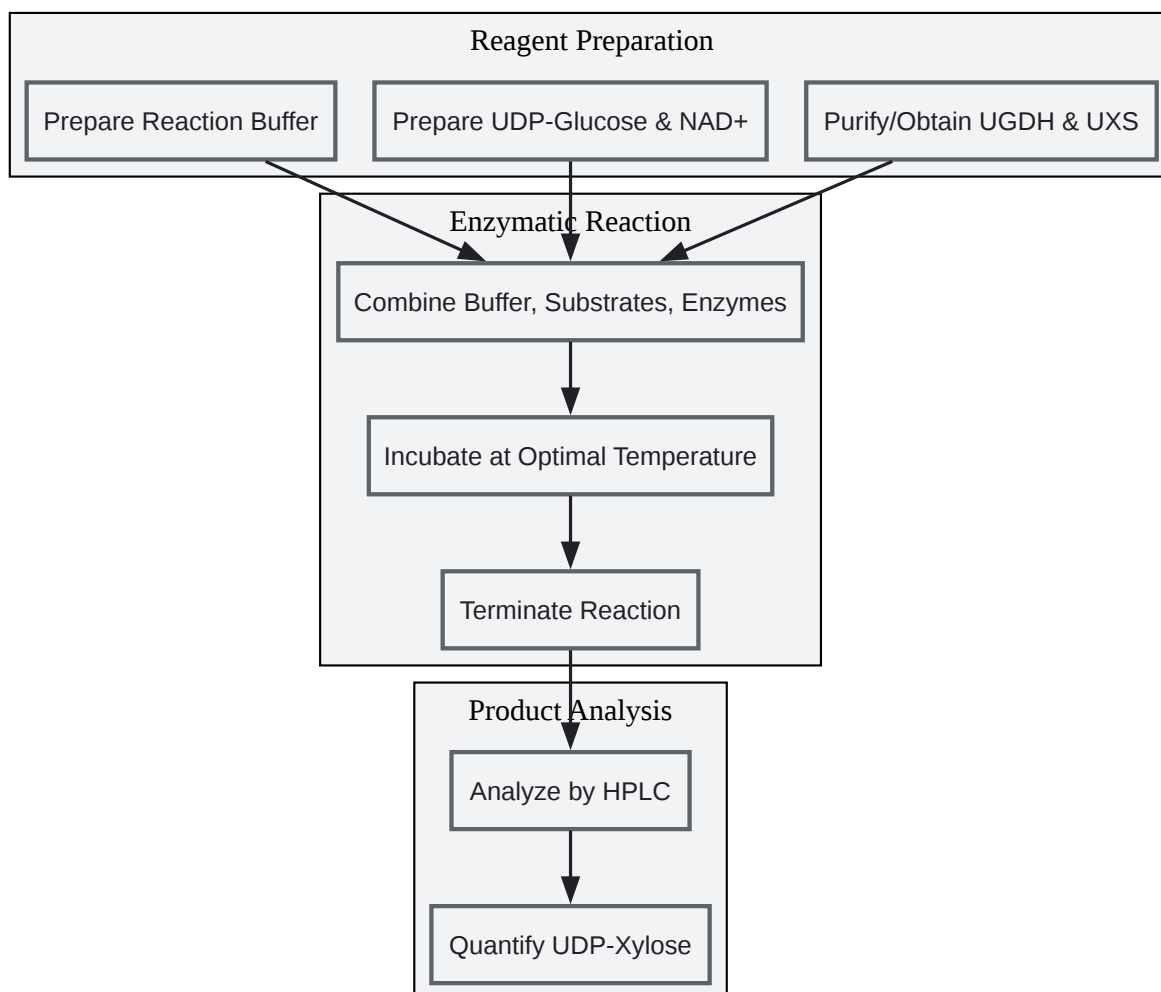 Reagent Preparation
Prepare Reaction Buffer
Prepare UDP-Glucose & NAD+
Purify/Obtain UGDH & UXS
Enzymatic Reaction
Combine Buffer, Substrates, Enzymes
Incubate at Optimal Temperature
Terminate Reaction
Product Analysis
Analyze by HPLC
Quantify UDP-Xylose